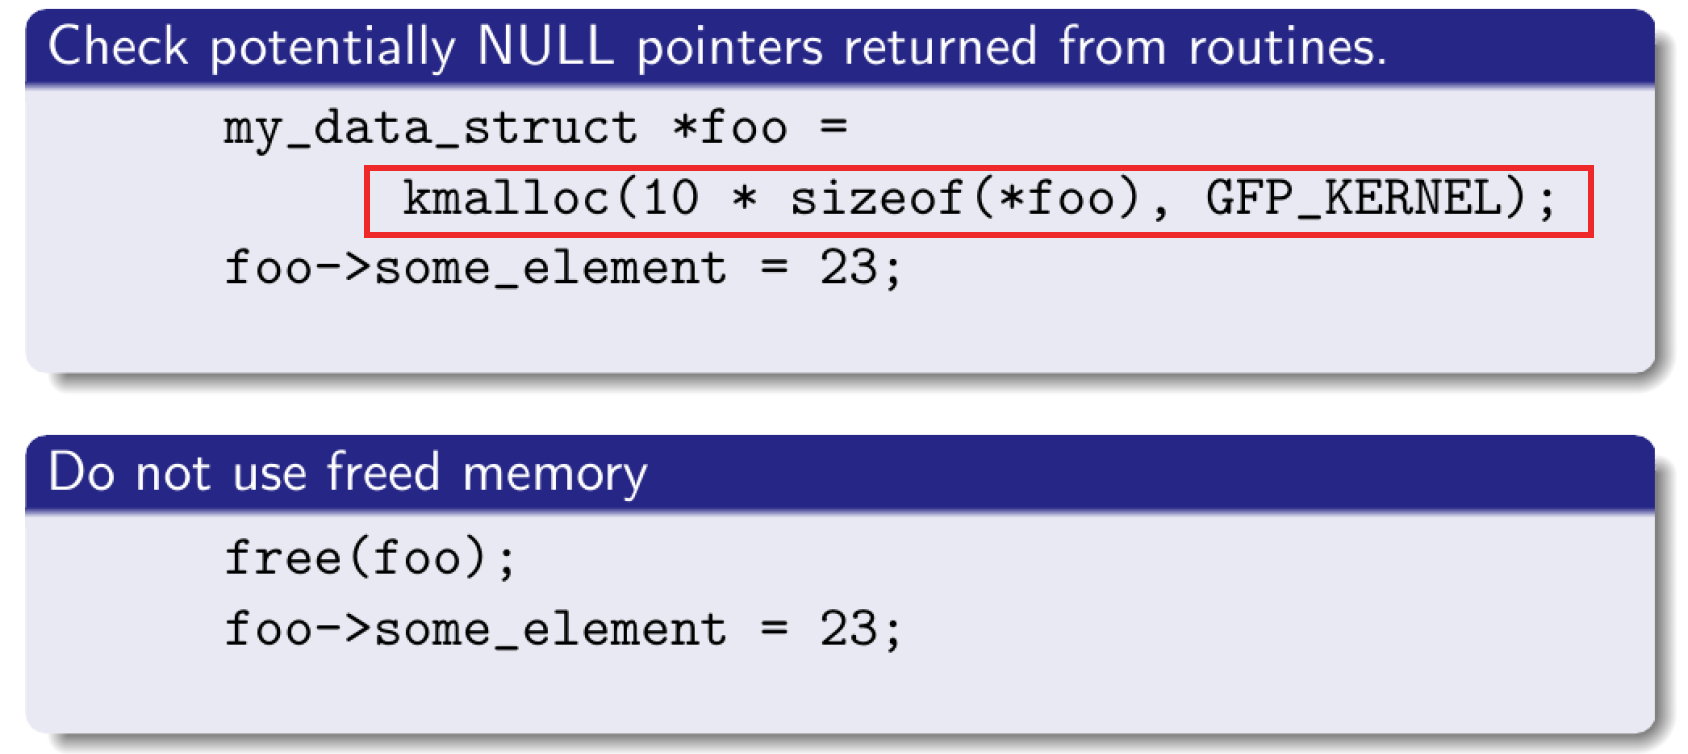 Check potentially NULL pointers returned from routines.
my_data_struct *foo =
kmalloc(10 * sizeof(*foo), GFP_KERNEL);
foo->some_element = 23;
Do not use freed memory
free(foo);
foo->some_element = 23;